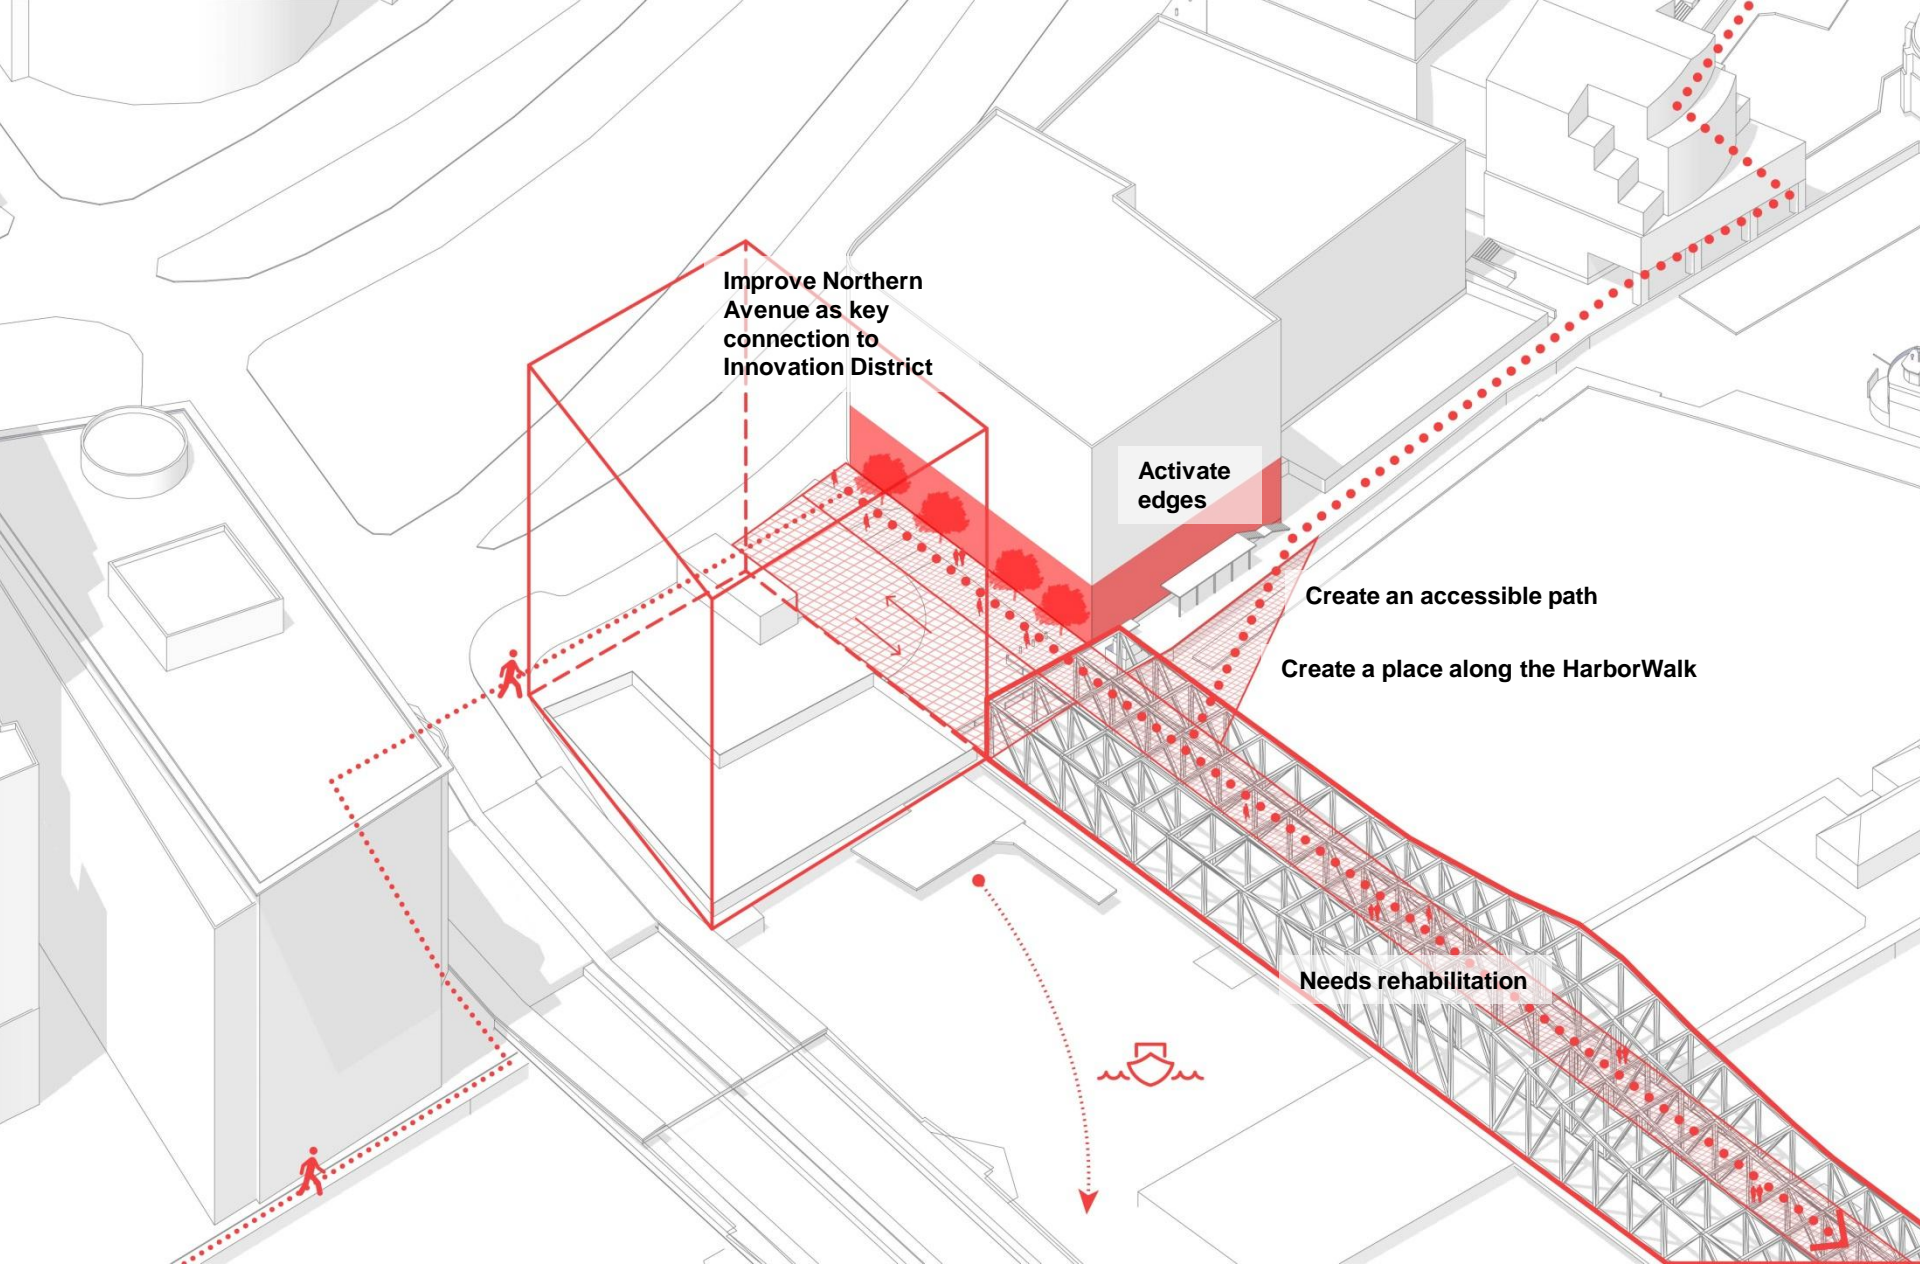 Improve Northern
Avenue as key
connection to
Innovation District
Activate
edges
Create an accessible path
Create a place along the HarborWalk
Needs rehabilitation